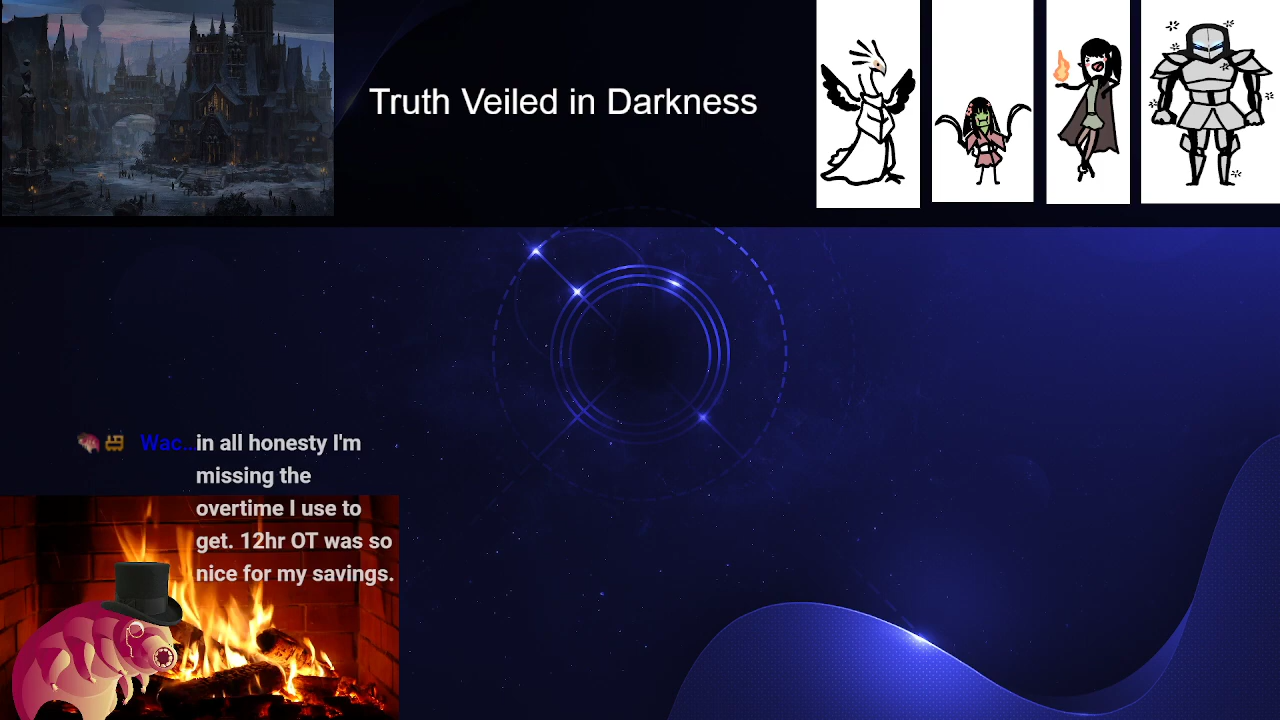 Truth Veiled in Darkness
Wac.. in all honesty I'm
missing the
overtime I use to
get. 12hr OT was so
nice for my savings.